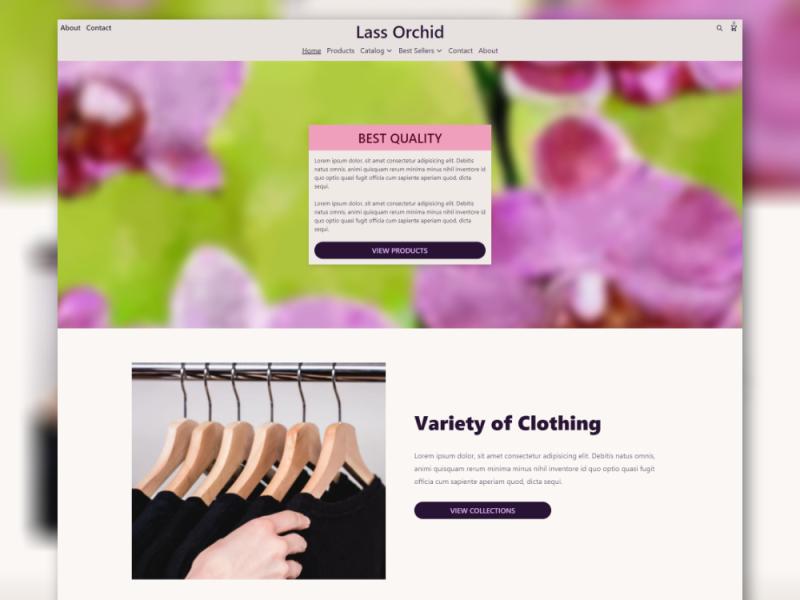 About Contact
Lass Orchid
Home Products Catalog Best Sellers Contact About
BEST QUALITY
Lorem ipsum dolor, sit amet consectetur adipisicing elit. Debitis
natus omnis, animi quisquam rerum minima minus nihil inventore id
quo optio quasi fugit officia cum sapiente aperiam quod, dicta
sequi.
Lorem ipsum dolor, sit amet consectetur adipisicing elit. Debitis
natus omnis, animi quisquam rerum minima minus nihil inventore id
quo optio quasi fugit officia cum sapiente aperiam quod, dicta
sequi.
VIEW PRODUCTS
Variety of Clothing
Lorem ipsum dolor, sit amet consectetur adipisicing elit. Debitis natus omnis,
animi quisquam rerum minima minus nihil inventore id quo optio quasi fugit
officia cum sapiente aperiam quod, dicta sequi.
VIEW COLLECTIONS